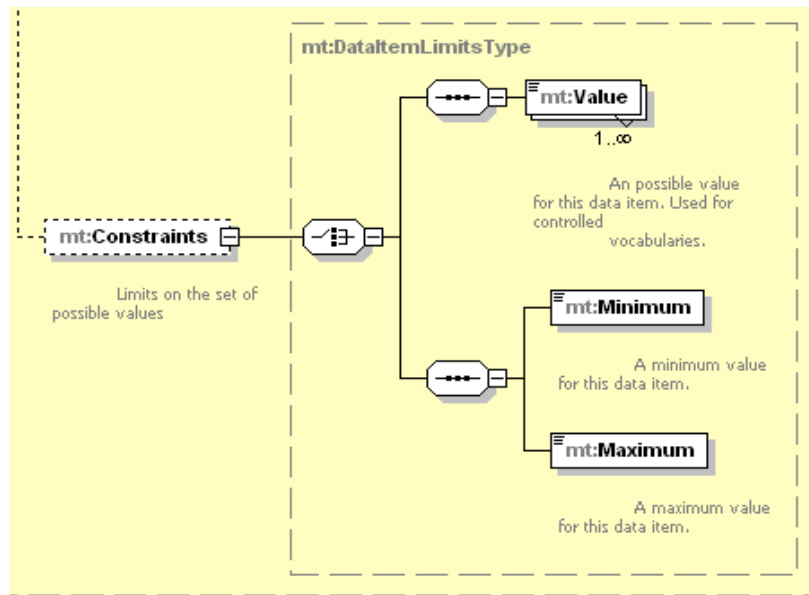 mt:DataItemLimitsType
mt:Value
1..∞
An possible value
for this data item. Used for
controlled
vocabularies.
mt:Constraints
Limits on the set of
possible values
mt:Minimum
A minimum value
for this data item.
mt:Maximum
A maximum value
for this data item.